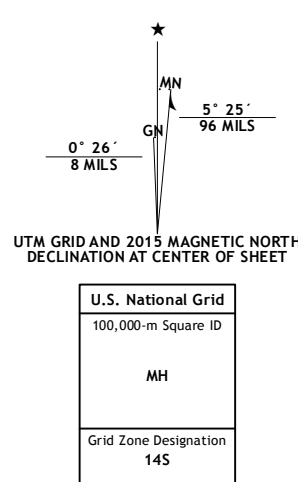 MN
5° 25´
96 MILS
GN
0° 26´
8 MILS
UTM GRID AND 2015 MAGNETIC NORTH
DECLINATION AT CENTER OF SHEET
U.S. National Grid
100,000-m Square ID
MH
Grid Zone Designation
14S